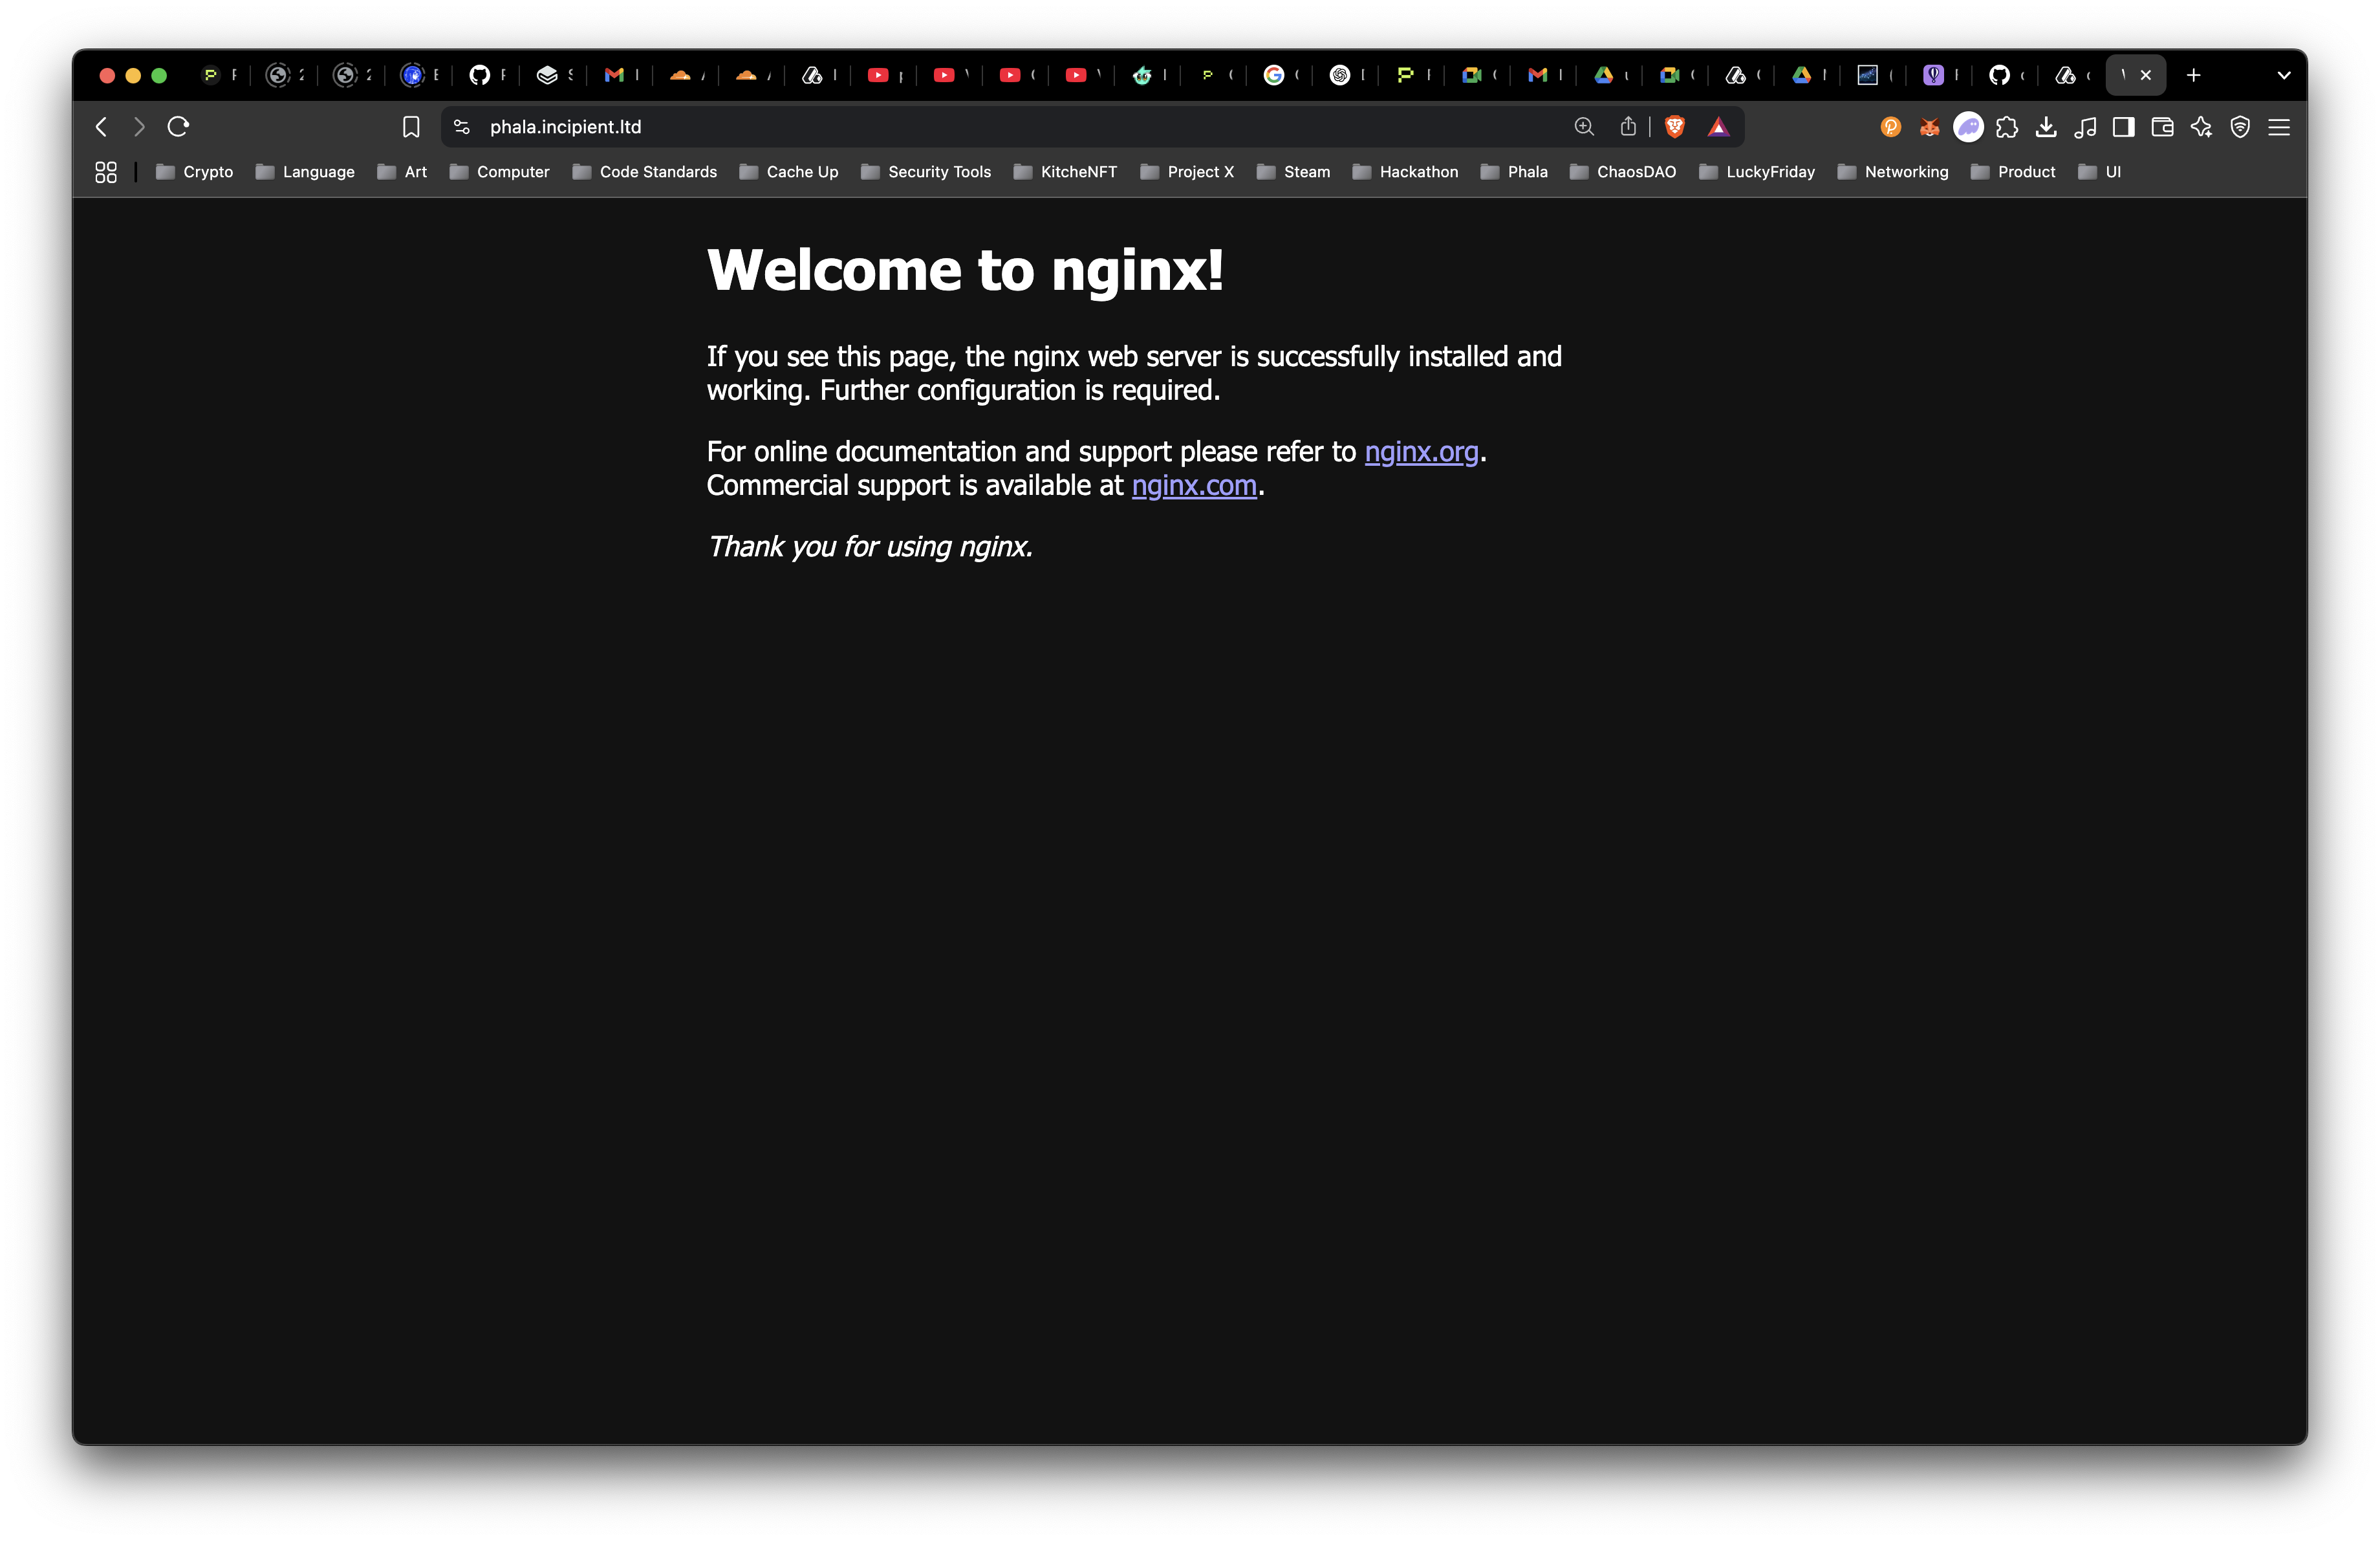 phala.incipient.ltd
Crypto Language Art Computer Code Standards Cache Up Security Tools KitcheNFT Project X Steam Hackathon Phala ChaosDAO LuckyFriday Networking Product UI
Welcome to nginx!
If you see this page, the nginx web server is successfully installed and
working. Further configuration is required.
For online documentation and support please refer to nginx.org.
Commercial support is available at nginx.com.
Thank you for using nginx.